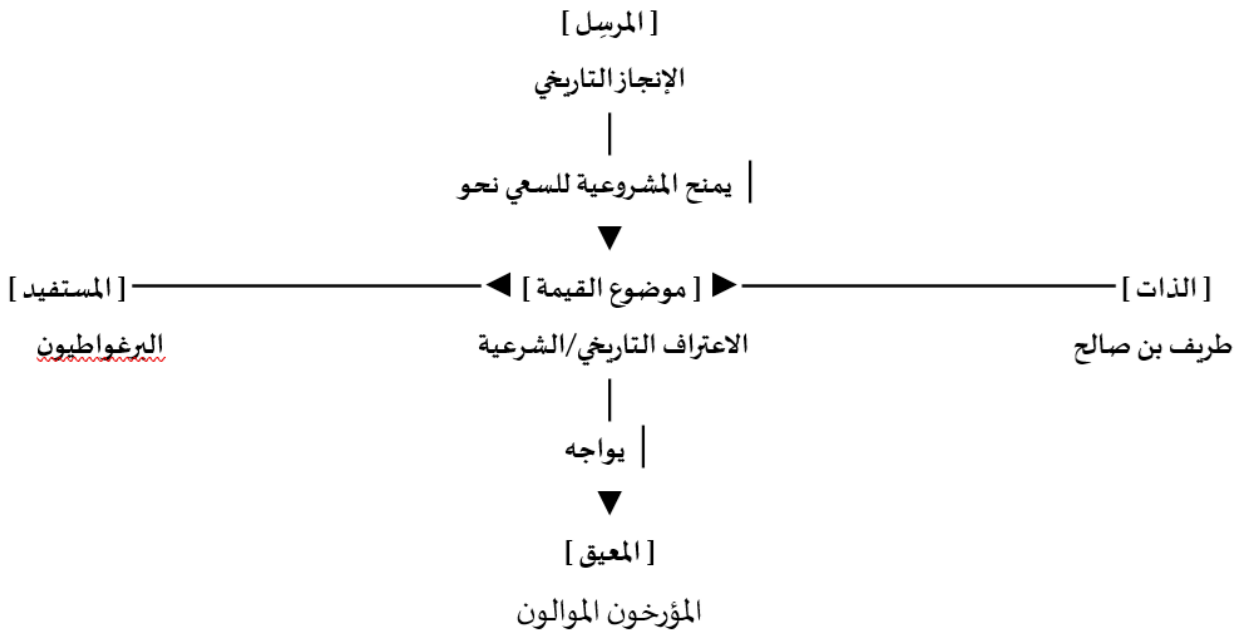 [ المرسِل ]
الإنجاز التاريخي
يمنح المشروعية للسعي نحو
[ الذات ] [ موضوع القيمة ] [ المستفيد ]
طريف بن صالح الاعتراف التاريخي/الشرعية البرغواطيون
يواجه
[ المعيق ]
المؤرخون الموالون